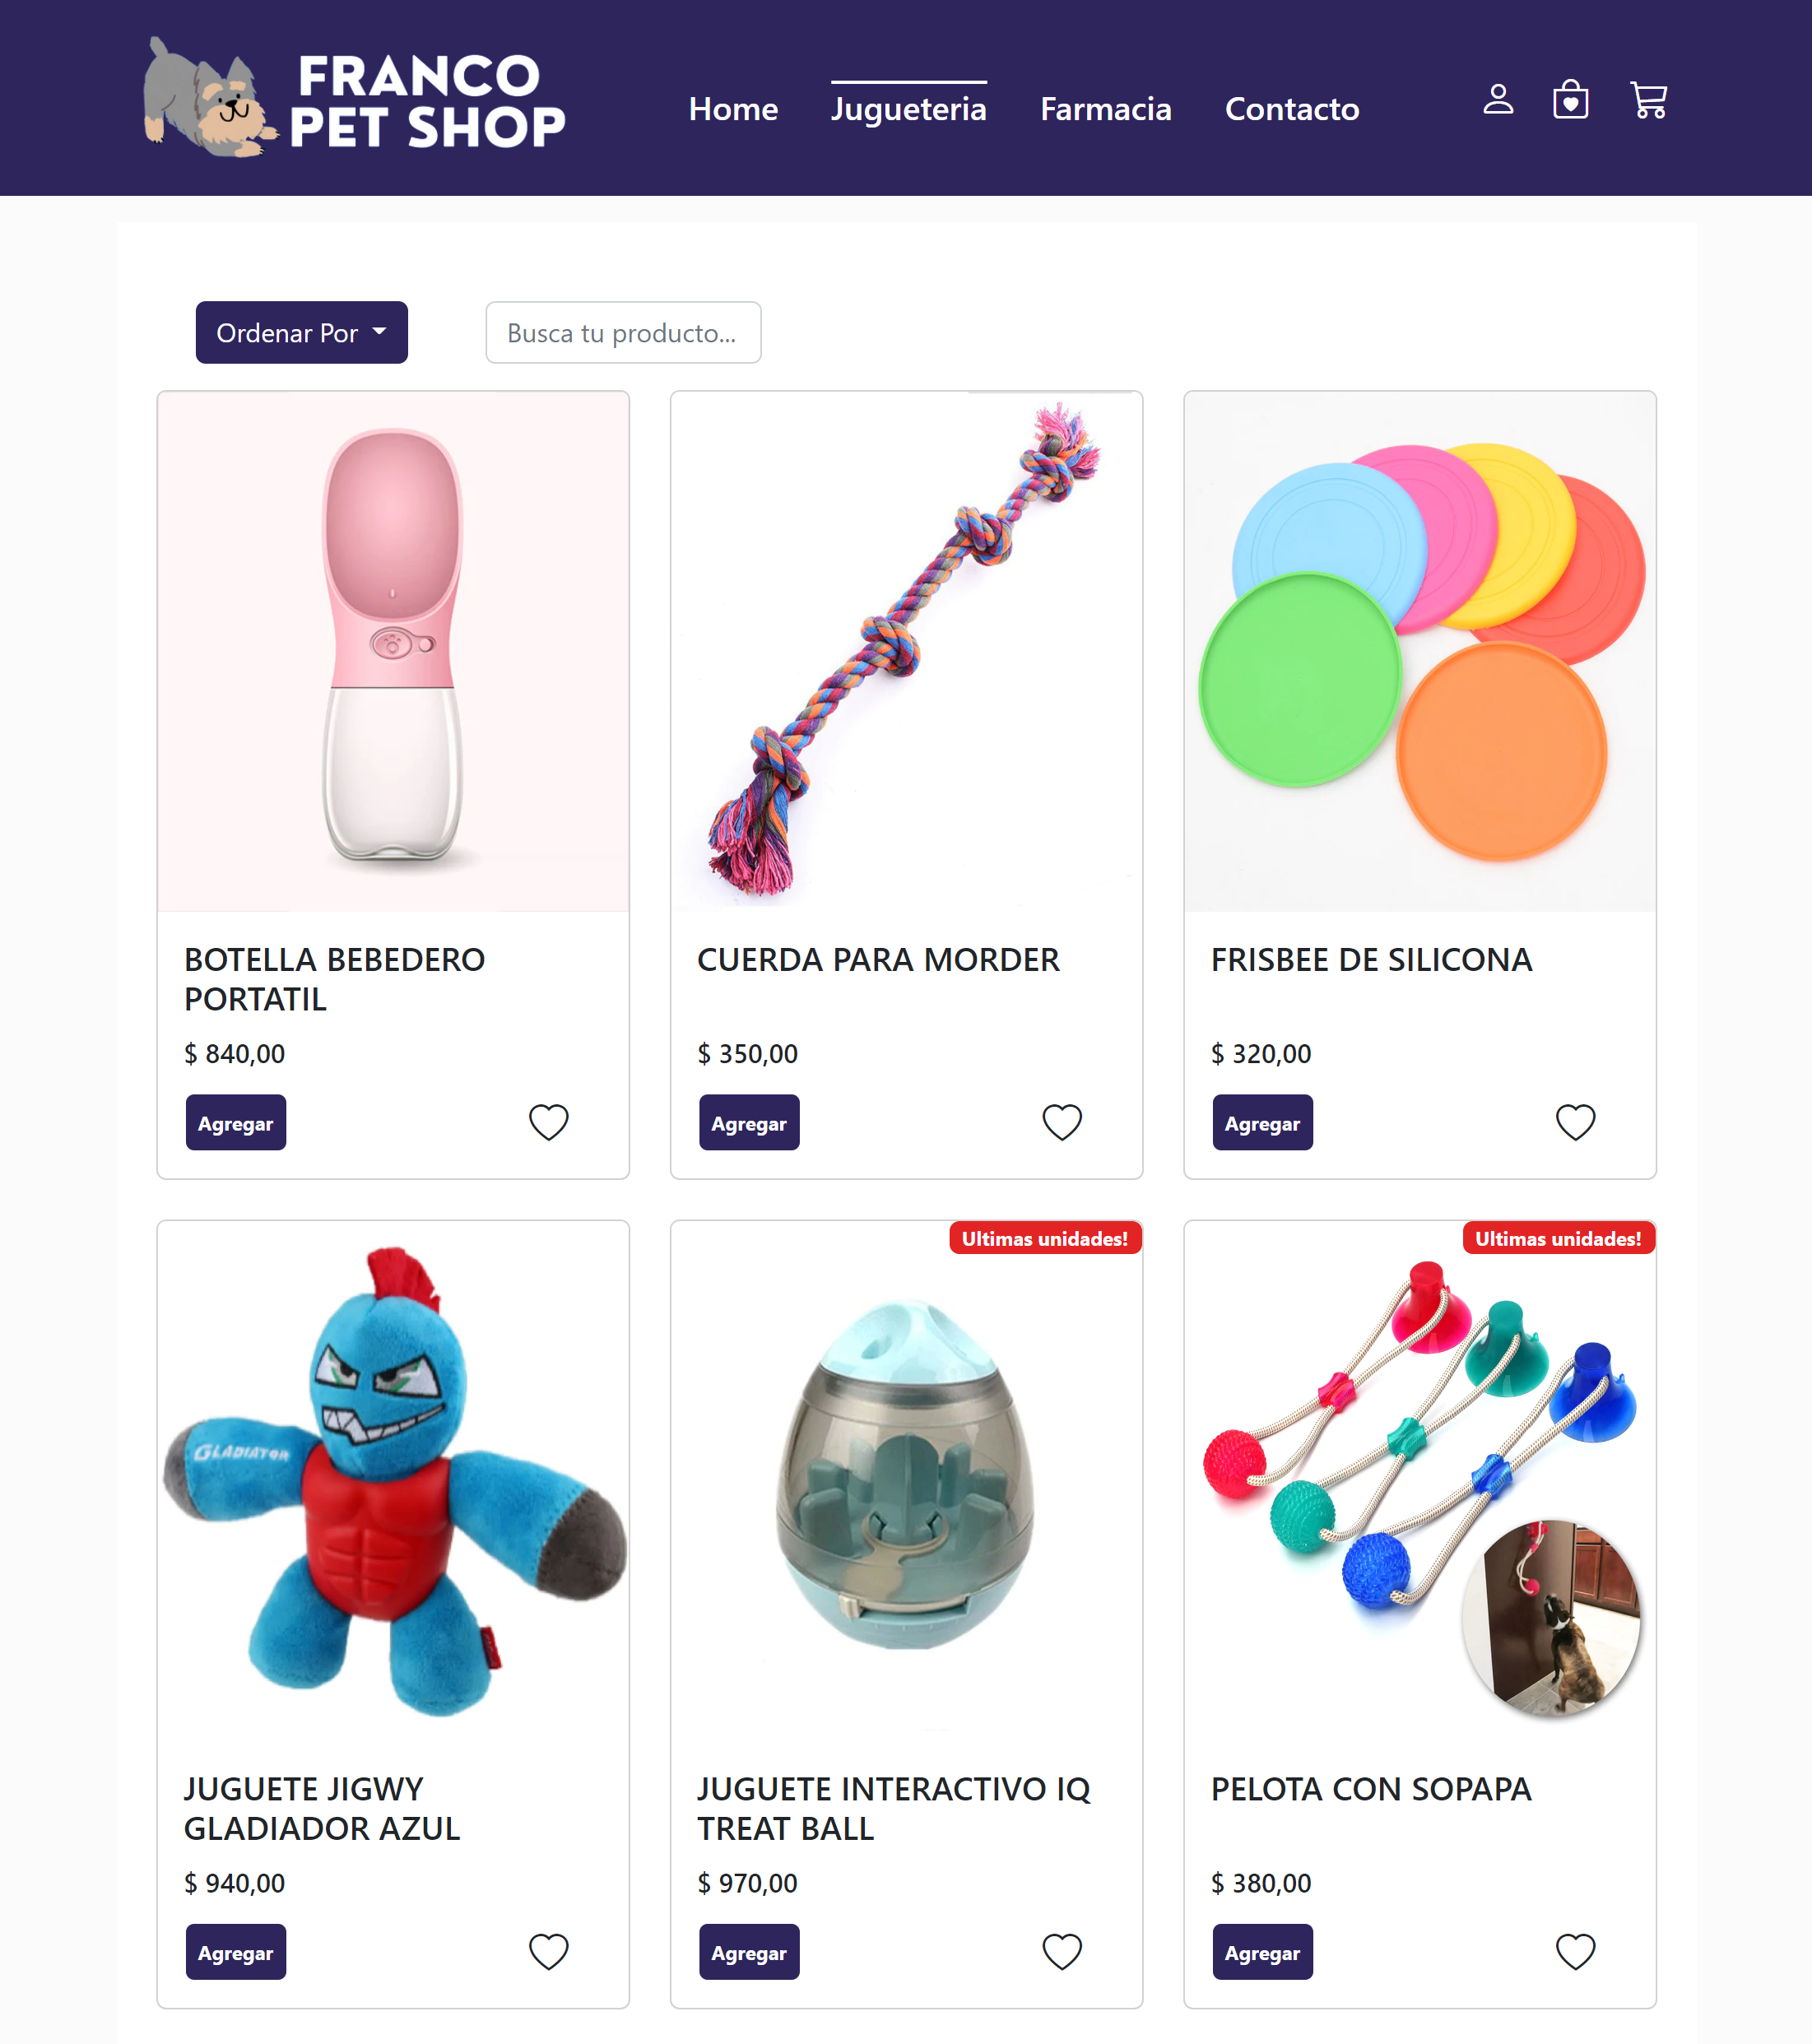 FRANCO
PET SHOP
Home
Jugueteria
Farmacia
Contacto
Ordenar Por
Busca tu producto...
BOTELLA BEBEDERO
PORTATIL
$ 840,00
Agregar
CUERDA PARA MORDER
$ 350,00
Agregar
FRISBEE DE SILICONA
$ 320,00
Agregar
GLADIATOR
JUGUETE JIGWY
GLADIADOR AZUL
$ 940,00
Agregar
Ultimas unidades!
JUGUETE INTERACTIVO IQ
TREAT BALL
$ 970,00
Agregar
Ultimas unidades!
PELOTA CON SOPAPA
$ 380,00
Agregar